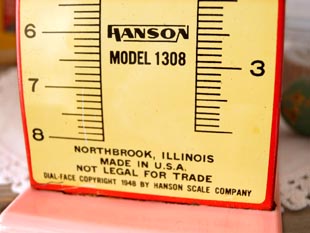 HANSON
MODEL 1308
6
3
7
8
NORTHBROOK, ILLINOIS
MADE IN U.S.A.
NOT LEGAL FOR TRADE
DIAL-FACE COPYRIGHT 1948 BY HANSON SCALE COMPANY